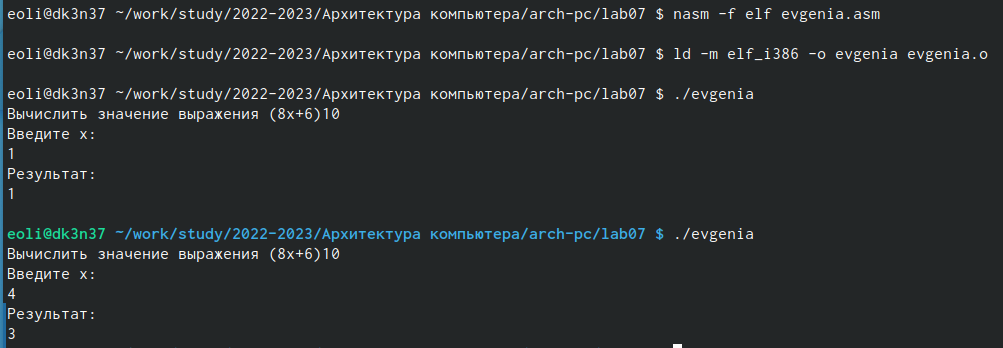 eoli@dk3n37 ~/work/study/2022-2023/Архитектура компьютера/arch-pc/lab07 $ nasm -f elf evgenia.asm
eoli@dk3n37 ~/work/study/2022-2023/Архитектура компьютера/arch-pc/lab07 $ ld -m elf_i386 -o evgenia evgenia.o
eoli@dk3n37 ~/work/study/2022-2023/Архитектура компьютера/arch-pc/lab07 $ ./evgenia
Вычислить значение выражения (8x+6)10
Введите x:
1
Результат:
1
eoli@dk3n37 ~/work/study/2022-2023/Архитектура компьютера/arch-pc/lab07 $ ./evgenia
Вычислить значение выражения (8x+6)10
Введите x:
4
Результат:
3